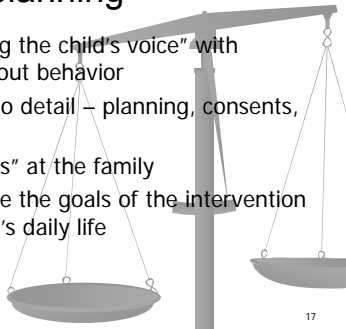 planning
g the child's voice" with
out behavior
o detail – planning, consents,
s" at the family
e the goals of the intervention
's daily life
17